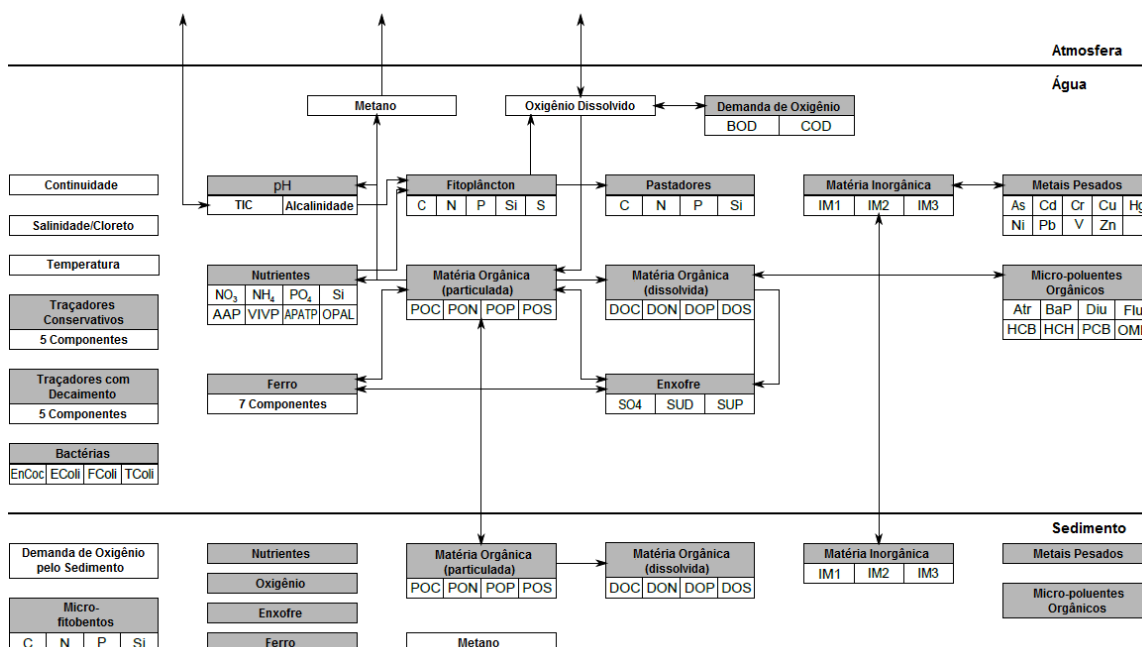 Atmosfera
Água
Metano
Oxigênio Dissolvido
Demanda de Oxigênio
BOD COD
Continuidade
pH
TIC Alcalinidade
Fitoplâncton
C N P Si S
Pastadores
C N P Si
Matéria Inorgânica
IM1 IM2 IM3
Metais Pesados
As Cd Cr Cu Hg
Ni Pb V Zn
Salinidade/Cloreto
Temperatura
Nutrientes
NO3 NH4 PO4 Si
AAP VIVP APATP OPAL
Matéria Orgânica
(particulada)
POC PON POP POS
Matéria Orgânica
(dissolvida)
DOC DON DOP DOS
Micro-poluentes
Orgânicos
Atr BaP Diu Flu
HCB HCH PCB
Traçadores
Conservativos
5 Componentes
Traçadores com
Decaimento
5 Componentes
Ferro
7 Componentes
Enxofre
SO4 SUD SUP
Bactérias
EnCoc EColi FColi TColi
Sedimento
Demanda de Oxigênio
pelo Sedimento
Nutrientes
Oxigênio
Enxofre
Ferro
Matéria Orgânica
(particulada)
POC PON POP POS
Matéria Orgânica
(dissolvida)
DOC DON DOP DOS
Matéria Inorgânica
IM1 IM2 IM3
Metais Pesados
Micro-poluentes
Orgânicos
Micro-
fitobentos
C N P Si
Metano